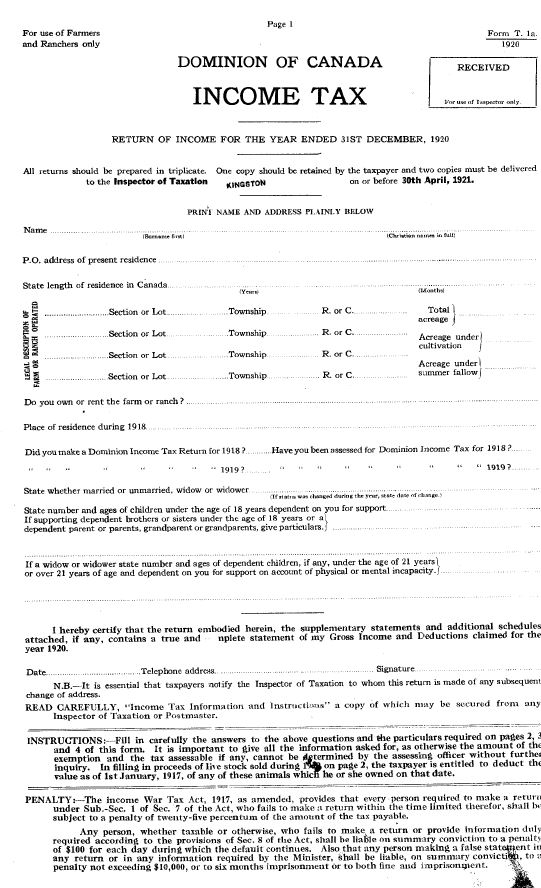 Page 1
For use of Farmers
and Ranchers only
Form T. 1a.
1920
DOMINION OF CANADA
INCOME TAX
RECEIVED
For use of Inspector only.
RETURN OF INCOME FOR THE YEAR ENDED 31ST DECEMBER, 1920
All returns should be prepared in triplicate. One copy should be retained by the taxpayer and two copies must be delivered
to the Inspector of Taxation KINGSTON on or before 30th April, 1921.
PRINT NAME AND ADDRESS PLAINLY BELOW
Name
(Surname first) (Christian names in full)
P.O. address of present residence
State length of residence in Canada
(Years) (Months)
LEGAL DESCRIPTION OF
FARM OR RANCH OPERATED
Section or Lot Township R. or C. Total
acreage
Section or Lot Township R. or C. Acreage under
cultivation
Section or Lot Township R. or C.
Acreage under
summer fallow
Section or Lot Township R. or C.
Do you own or rent the farm or ranch?
Place of residence during 1918
Did you make a Dominion Income Tax Return for 1918? Have you been assessed for Dominion Income Tax for 1918?
" " " " " " " 1919? " " " " " " " " 1919?
State whether married or unmarried, widow or widower
(If status was changed during the year, state date of change.)
State number and ages of children under the age of 18 years dependent on you for support
If supporting dependent brothers or sisters under the age of 18 years or a
dependent parent or parents, grandparent or grandparents, give particulars.
If a widow or widower state number and ages of dependent children, if any, under the age of 21 years
or over 21 years of age and dependent on you for support on account of physical or mental incapacity.
I hereby certify that the return embodied herein, the supplementary statements and additional schedules
attached, if any, contains a true and nplete statement of my Gross Income and Deductions claimed for the
year 1920.
Date Telephone address Signature
N.B.—It is essential that taxpayers notify the Inspector of Taxation to whom this return is made of any subsequent
change of address.
READ CAREFULLY, "Income Tax Information and Instructions" a copy of which may be secured from any
Inspector of Taxation or Postmaster.
INSTRUCTIONS:—Fill in carefully the answers to the above questions and the particulars required on pages 2, 3
and 4 of this form. It is important to give all the information asked for, as otherwise the amount of the
exemption and the tax assessable if any, cannot be determined by the assessing officer without further
inquiry. In filling in proceeds of live stock sold during on page 2, the taxpayer is entitled to deduct the
value as of 1st January, 1917, of any of these animals which he or she owned on that date.
PENALTY:—The income War Tax Act, 1917, as amended, provides that every person required to make a return
under Sub.-Sec. 1 of Sec. 7 of the Act, who fails to make a return within the time limited therefor, shall be
subject to a penalty of twenty-five percentum of the amount of the tax payable.
Any person, whether taxable or otherwise, who fails to make a return or provide information duly
required according to the provisions of Sec. 8 of the Act, shall be liable on summary conviction to a penalty
of $100 for each day during which the default continues. Also that any person making a false statement in
any return or in any information required by the Minister, shall be liable, on summary conviction, to a
penalty not exceeding $10,000, or to six months imprisonment or to both fine and imprisonment.